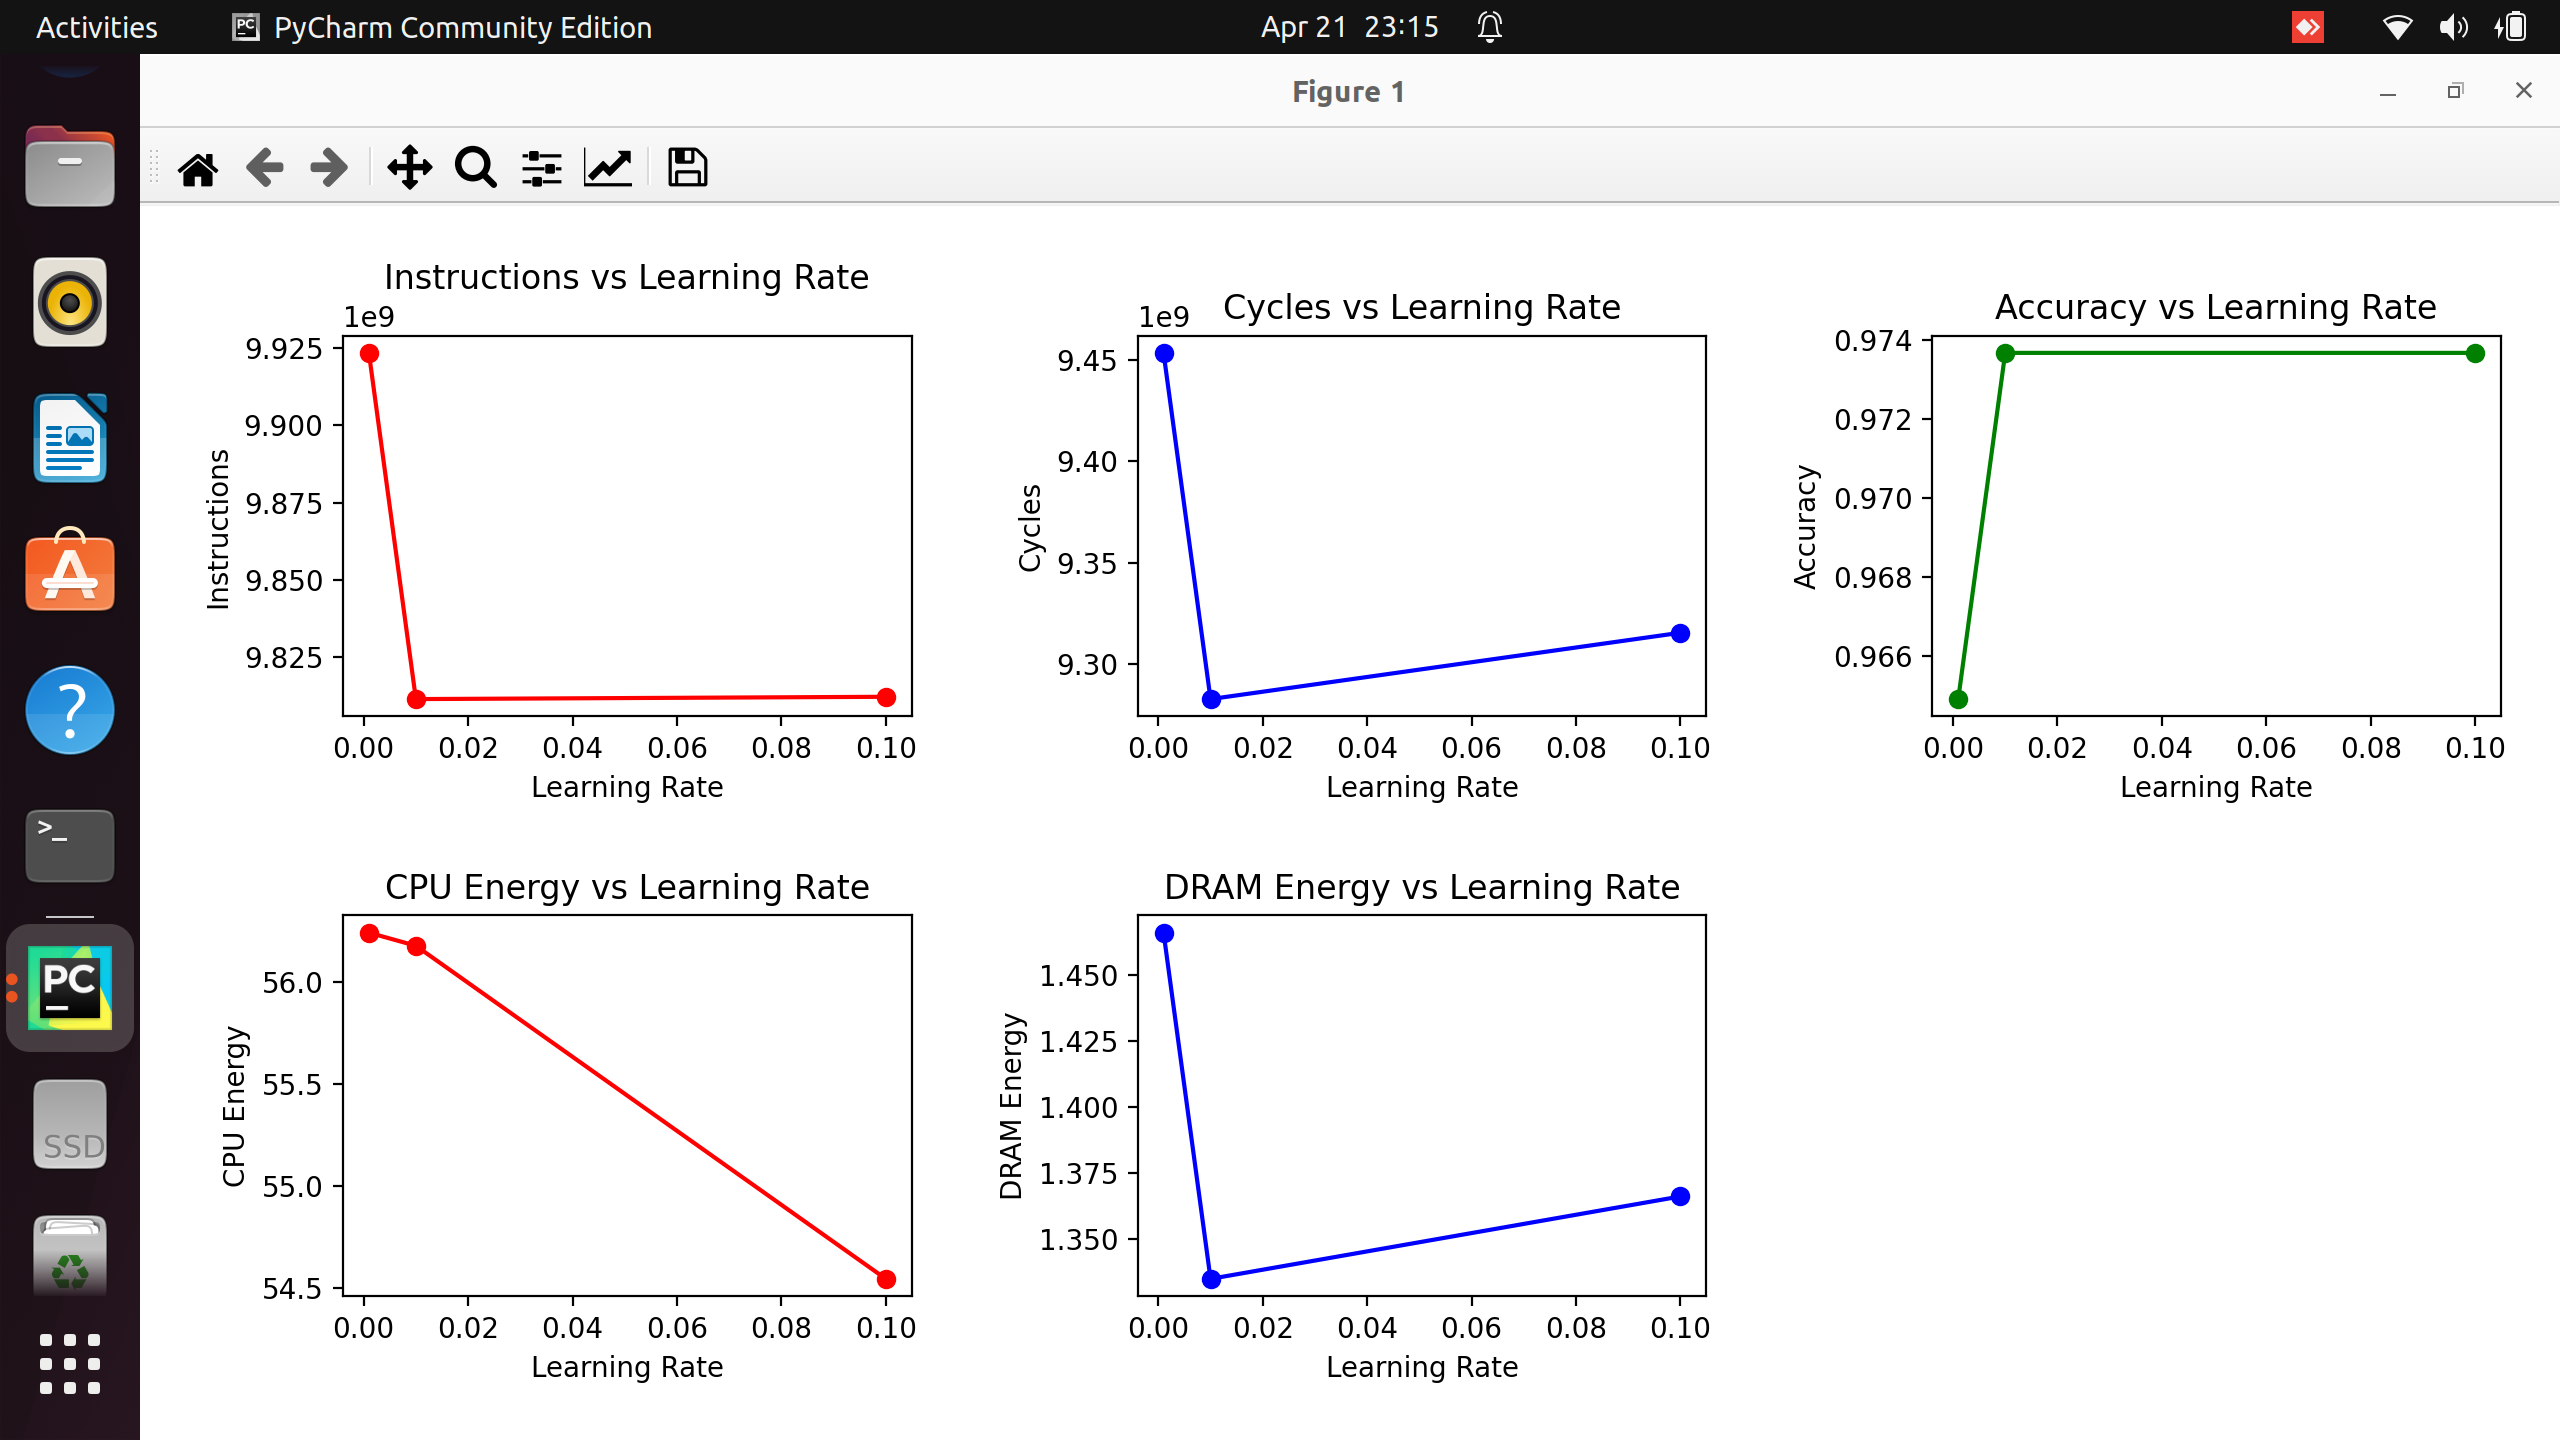 Activities
PyCharm Community Edition
Apr 21 23:15
Figure 1
Instructions vs Learning Rate
1e9
9.925
9.900
9.875
9.850
9.825
Instructions
0.00 0.02 0.04 0.06 0.08 0.10
Learning Rate
Cycles vs Learning Rate
1e9
9.45
9.40
9.35
9.30
Cycles
0.00 0.02 0.04 0.06 0.08 0.10
Learning Rate
Accuracy vs Learning Rate
0.974
0.972
0.970
0.968
0.966
Accuracy
0.00 0.02 0.04 0.06 0.08 0.10
Learning Rate
CPU Energy vs Learning Rate
56.0
55.5
55.0
54.5
CPU Energy
0.00 0.02 0.04 0.06 0.08 0.10
Learning Rate
DRAM Energy vs Learning Rate
1.450
1.425
1.400
1.375
1.350
DRAM Energy
0.00 0.02 0.04 0.06 0.08 0.10
Learning Rate
PC
SSD